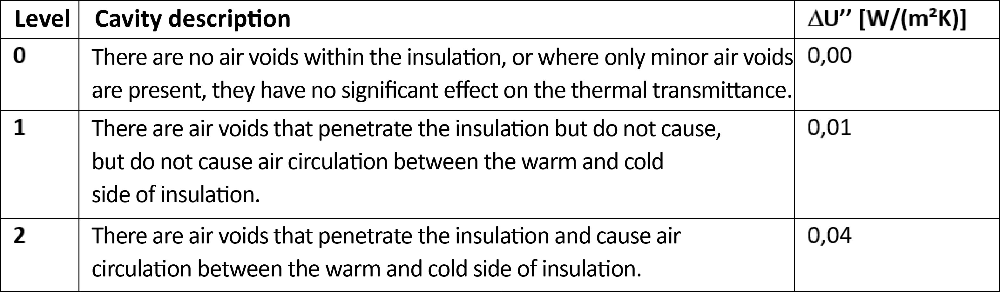 Level Cavity description ΔU’’ [W/(m²K)]
0 There are no air voids within the insulation, or where only minor air voids 0,00
are present, they have no significant effect on the thermal transmittance.
1 There are air voids that penetrate the insulation but do not cause, 0,01
but do not cause air circulation between the warm and cold
side of insulation.
2 There are air voids that penetrate the insulation and cause air 0,04
circulation between the warm and cold side of insulation.